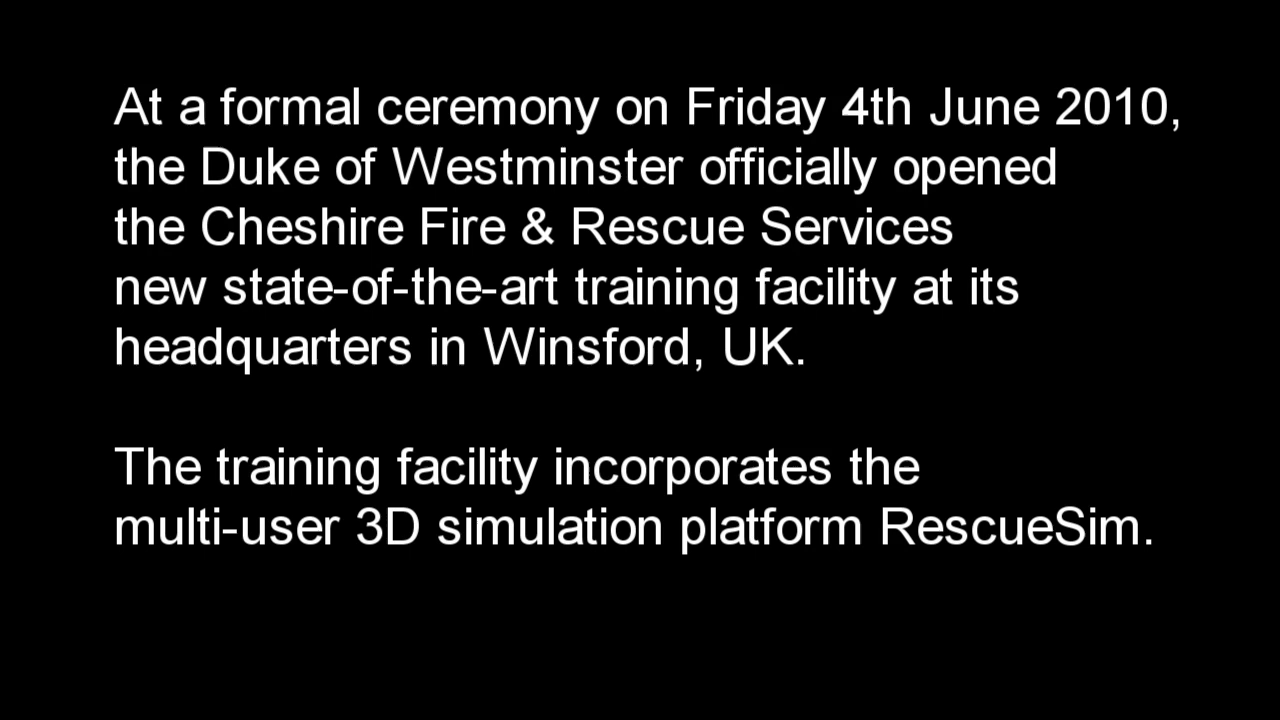 At a formal ceremony on Friday 4th June 2010,
the Duke of Westminster officially opened
the Cheshire Fire & Rescue Services
new state-of-the-art training facility at its
headquarters in Winsford, UK.
The training facility incorporates the
multi-user 3D simulation platform RescueSim.